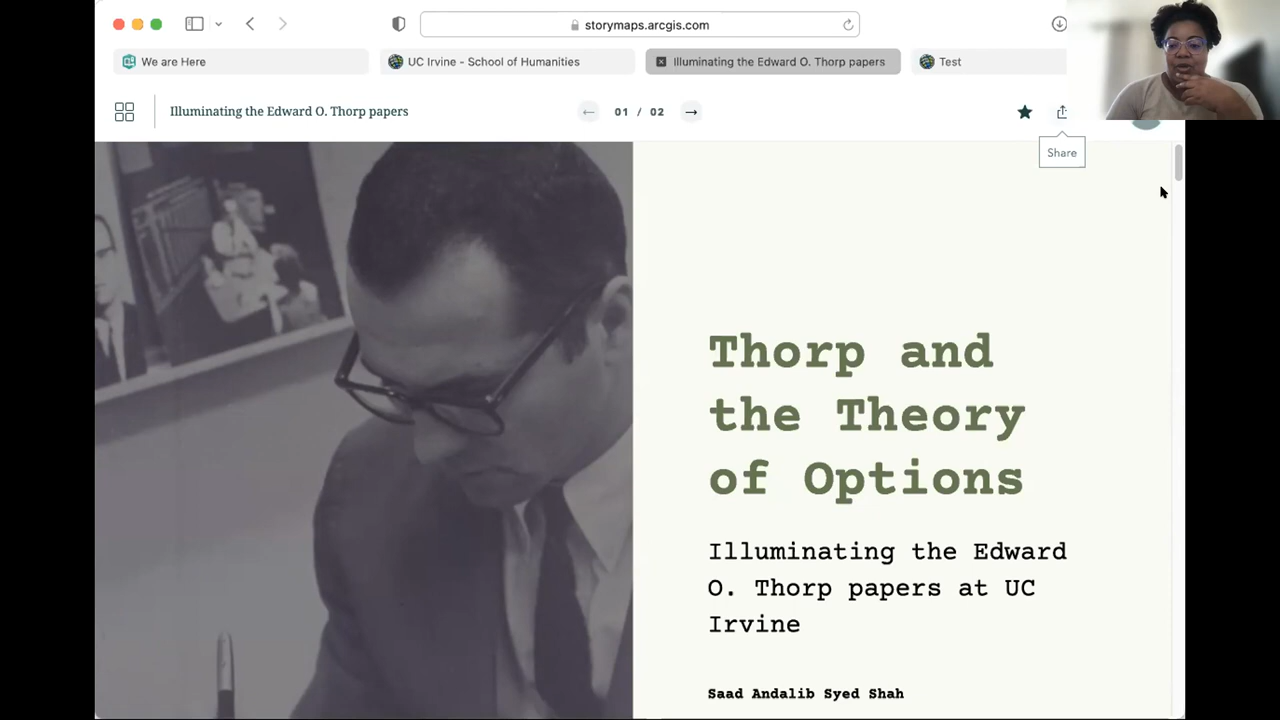 storymaps.arcgis.com
We are Here
UC Irvine - School of Humanities
Illuminating the Edward O. Thorp papers
Test
Illuminating the Edward O. Thorp papers
01 / 02
Share
Thorp and
the Theory
of Options
Illuminating the Edward
O. Thorp papers at UC
Irvine
Saad Andalib Syed Shah